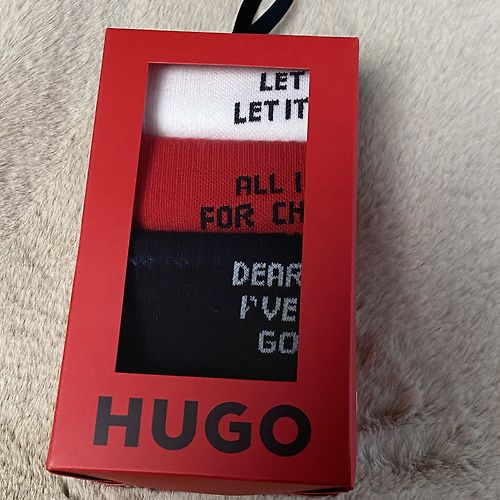 LET
LET IT
ALL I
FOR CH
DEAR
I'VE
GO
HUGO